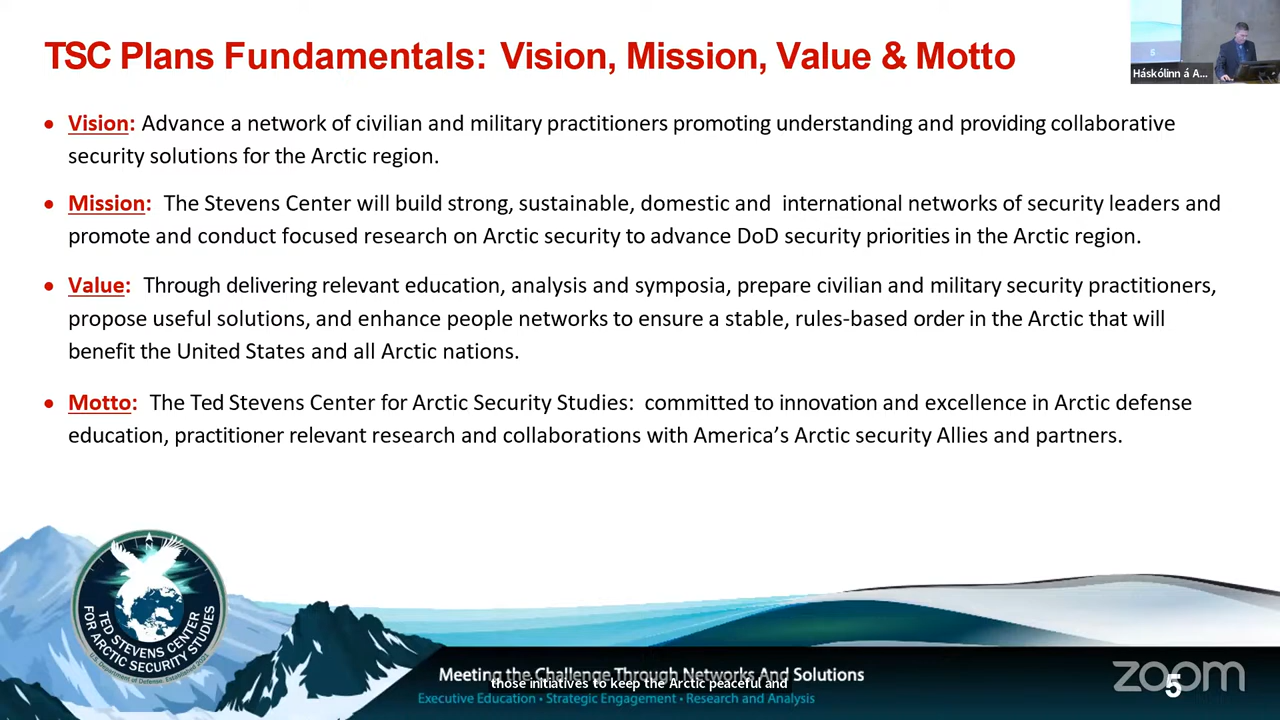 TSC Plans Fundamentals: Vision, Mission, Value & Motto
5
Háskólinn á A...
• Vision: Advance a network of civilian and military practitioners promoting understanding and providing collaborative
security solutions for the Arctic region.
• Mission: The Stevens Center will build strong, sustainable, domestic and international networks of security leaders and
promote and conduct focused research on Arctic security to advance DoD security priorities in the Arctic region.
• Value: Through delivering relevant education, analysis and symposia, prepare civilian and military security practitioners,
propose useful solutions, and enhance people networks to ensure a stable, rules-based order in the Arctic that will
benefit the United States and all Arctic nations.
• Motto: The Ted Stevens Center for Arctic Security Studies: committed to innovation and excellence in Arctic defense
education, practitioner relevant research and collaborations with America's Arctic security Allies and partners.
N
TED STEVENS CENTER
FOR ARCTIC SECURITY STUDIES
U.S. Department of Defense, Established 2021
Meeting the Challenge Through Networks And Solutions
those initiatives to keep the Arctic peaceful and
Executive Education • Strategic Engagement • Research and Analysis
zoom
5